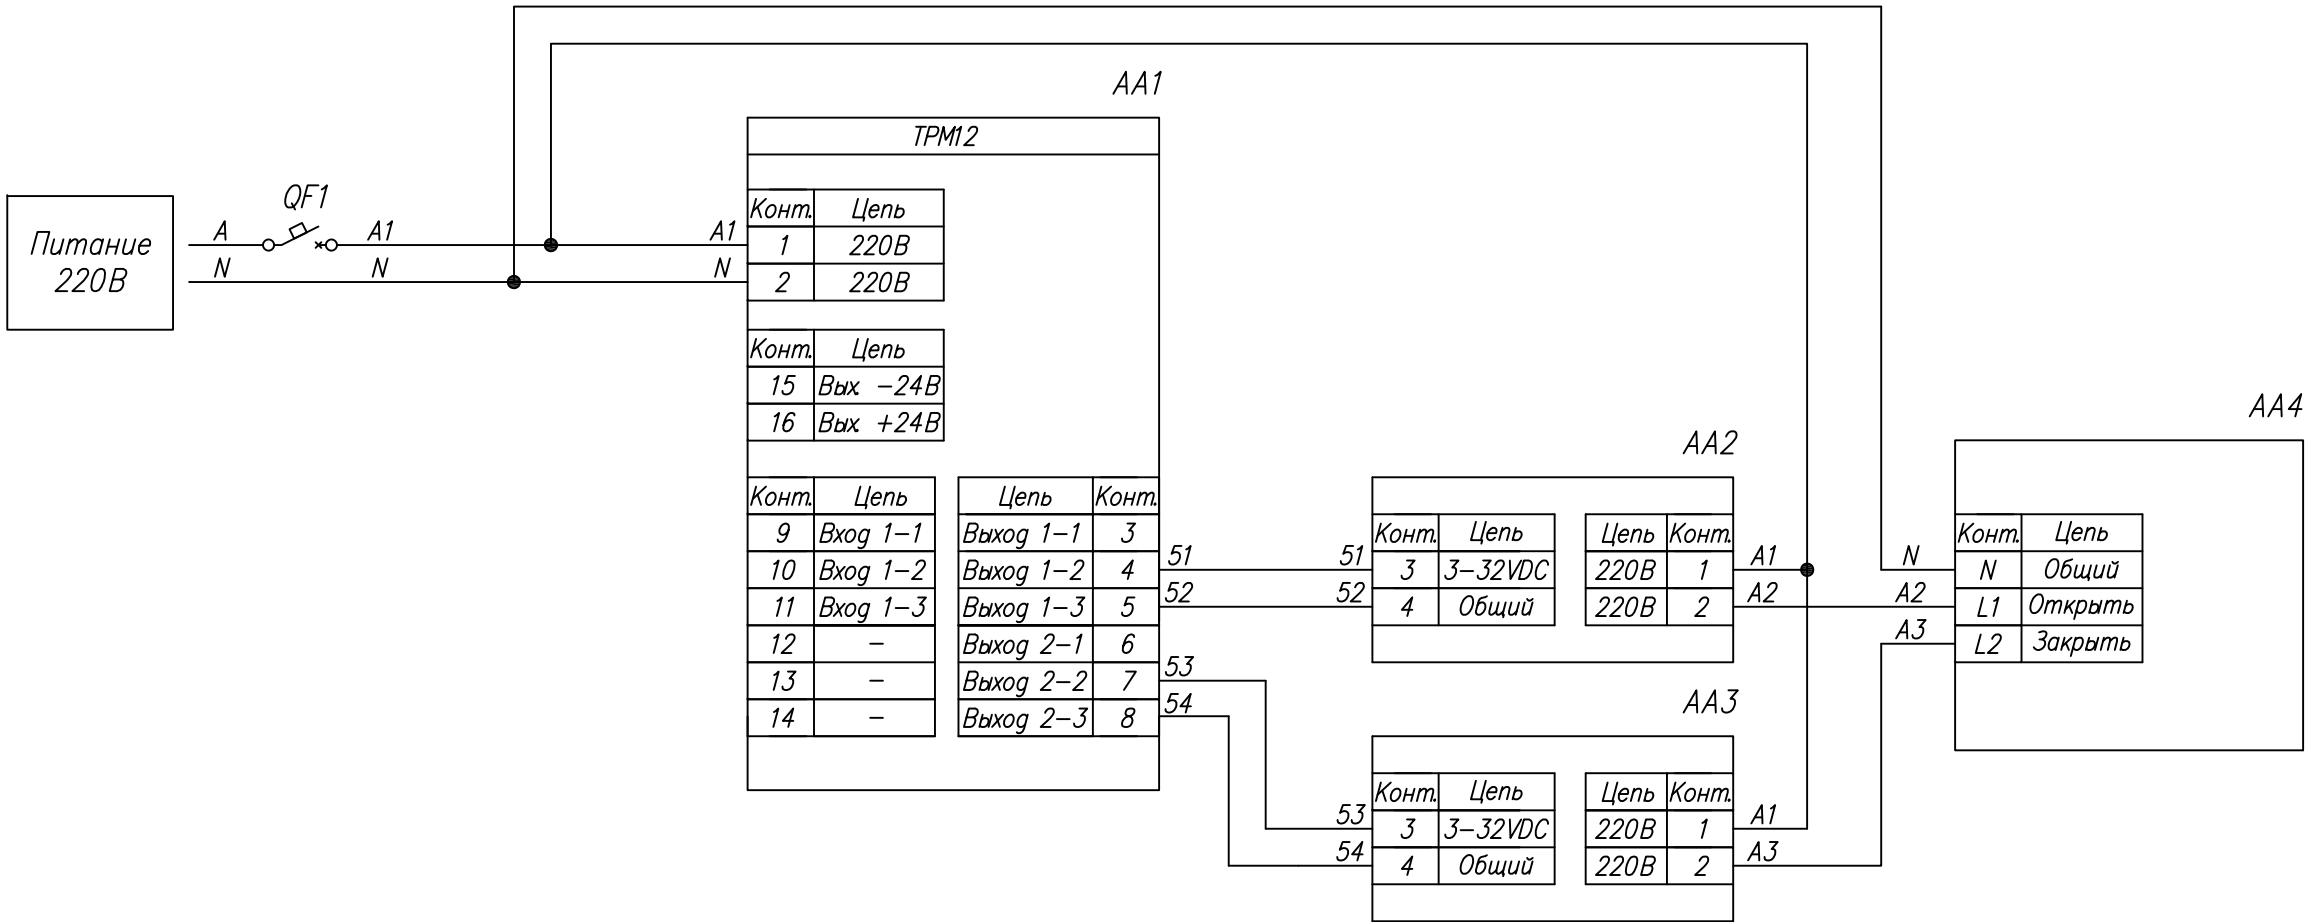 AA1
ТРМ12
Питание
220В
QF1
A
A1
A1
N
N
N
Конт. Цепь
1 220В
2 220В
Конт. Цепь
15 Вых. -24В
16 Вых. +24В
Конт. Цепь
9 Вход 1-1
10 Вход 1-2
11 Вход 1-3
12 -
13 -
14 -
Цепь Конт.
Выход 1-1 3
Выход 1-2 4
Выход 1-3 5
Выход 2-1 6
Выход 2-2 7
Выход 2-3 8
51 51
52 52
53
54
53
54
AA2
Конт. Цепь
3 3-32VDC
4 Общий
Цепь Конт.
220В 1
220В 2
A1
A2
AA3
Конт. Цепь
3 3-32VDC
4 Общий
Цепь Конт.
220В 1
220В 2
A1
A3
AA4
N
A2
A3
Конт. Цепь
N Общий
L1 Открыть
L2 Закрыть